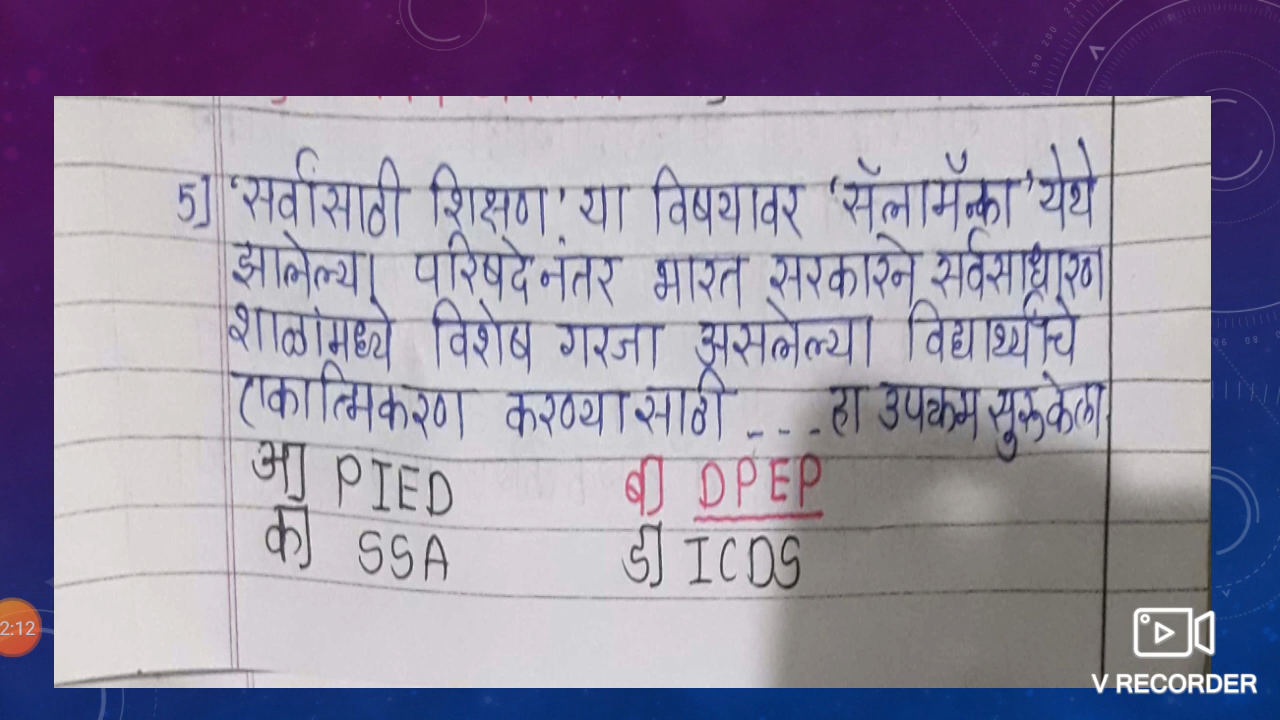 5] 'सर्वांसाठी शिक्षण' या विषयावर 'सॅलामॅन्का' येथे
झालेल्या परिषदेनंतर भारत सरकारने सर्वसाधारण
शाळांमध्ये विशेष गरजा असलेल्या विद्यार्थ्यांचे
एकात्मिकरण करण्यासाठी ---- हा उपक्रम सुरू केला.
अ] PIED
ब] DPEP
क] SSA
ड] ICDS
2:12
V RECORDER